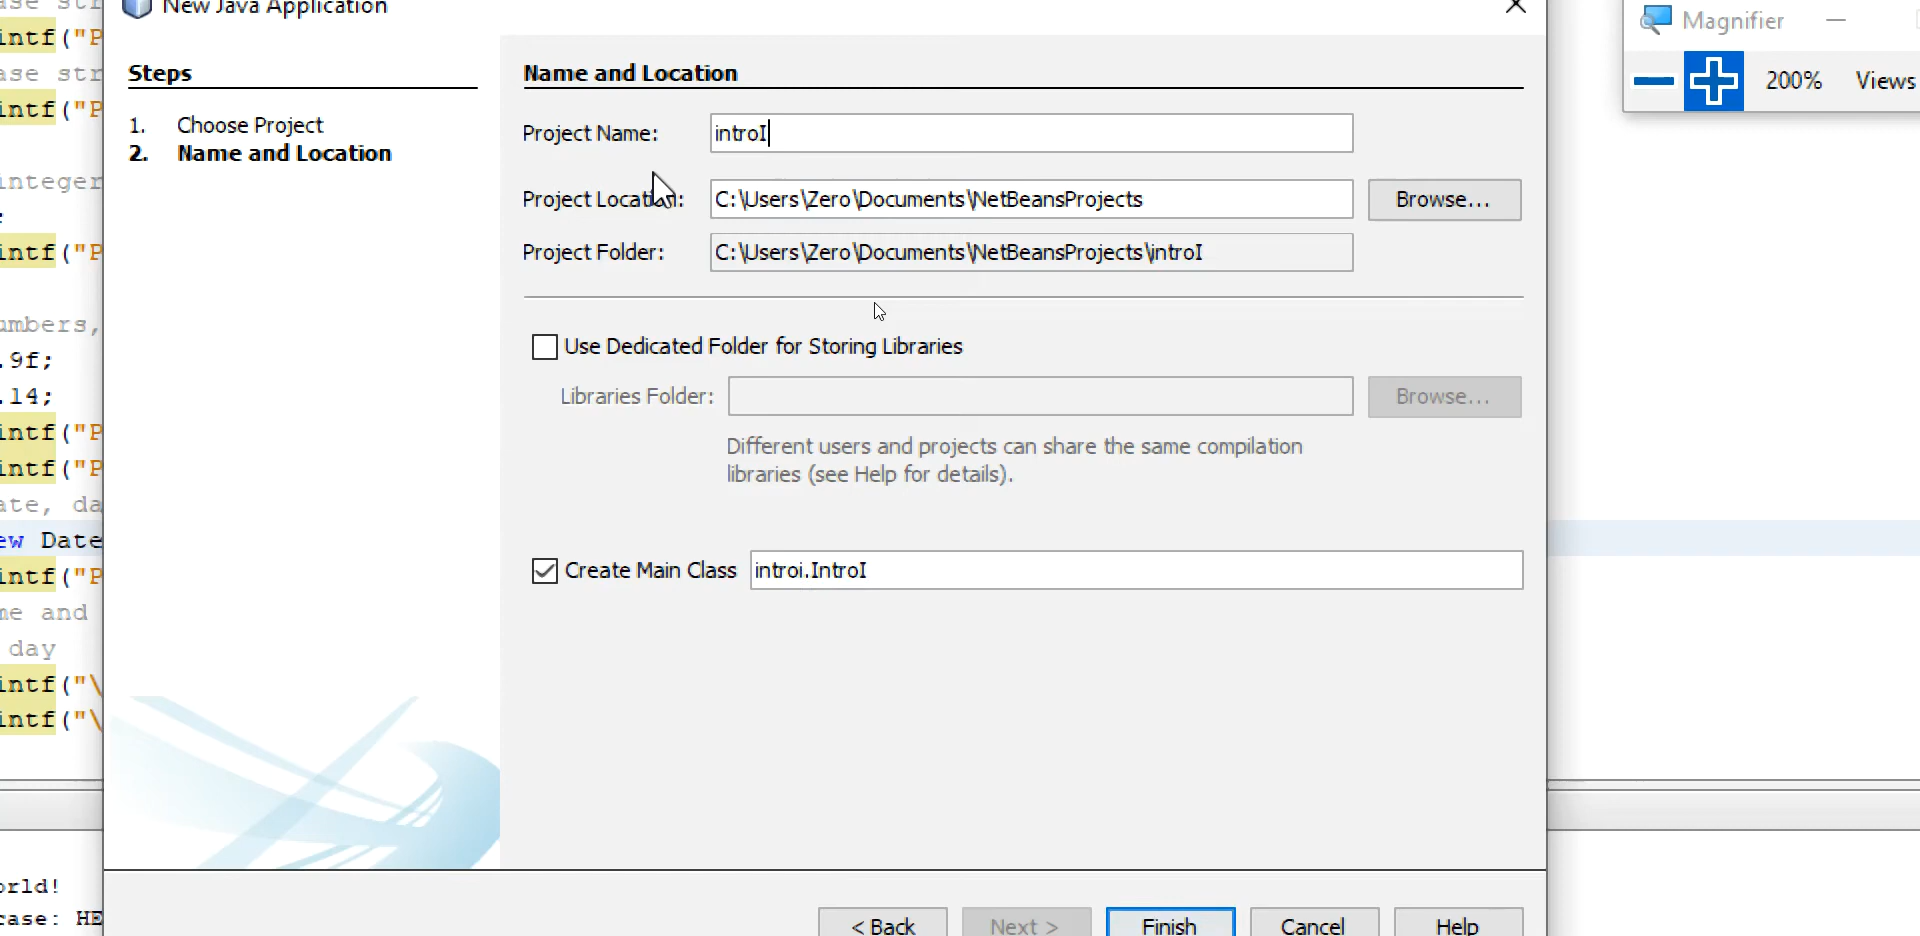 New Java Application
Steps
1. Choose Project
2. Name and Location
Name and Location
Project Name: introI
Project Location: C:\Users\Zero\Documents\NetBeansProjects Browse...
Project Folder: C:\Users\Zero\Documents\NetBeansProjects\introI
Use Dedicated Folder for Storing Libraries
Libraries Folder: Browse...
Different users and projects can share the same compilation
libraries (see Help for details).
Create Main Class introi.IntroI
< Back Next > Finish Cancel Help
Magnifier
200% Views
ase str
intf("P
ase str
intf("P
integer
;
intf("P
umbers,
.9f;
.14;
intf("P
intf("P
ate, da
ew Date
intf("P
me and
day
intf("\
intf("\
orld!
case: HE